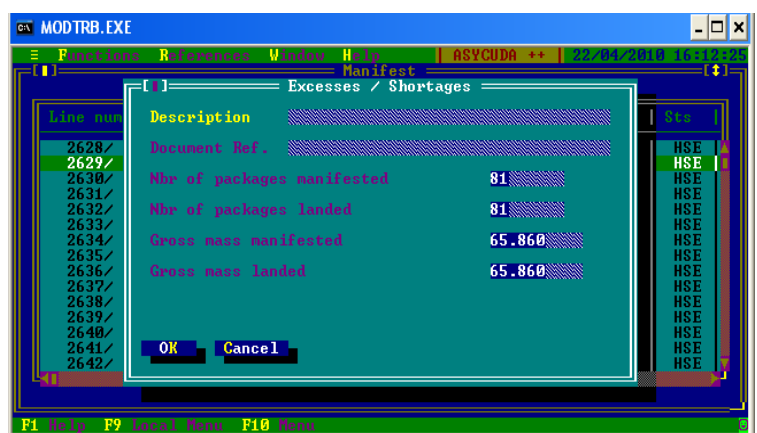 MODTRB.EXE
≡ Functions References Window Help ASYCUDA ++ 22/04/2010 16:12:25
Manifest
Excesses / Shortages
Line num Sts
Description
Document Ref.
Nbr of packages manifested 81
Nbr of packages landed 81
Gross mass manifested 65.860
Gross mass landed 65.860
OK Cancel
2628/ HSE
2629/ HSE
2630/ HSE
2631/ HSE
2632/ HSE
2633/ HSE
2634/ HSE
2635/ HSE
2636/ HSE
2637/ HSE
2638/ HSE
2639/ HSE
2640/ HSE
2641/ HSE
2642/ HSE
F1 Help F9 Local Menu F10 Menu